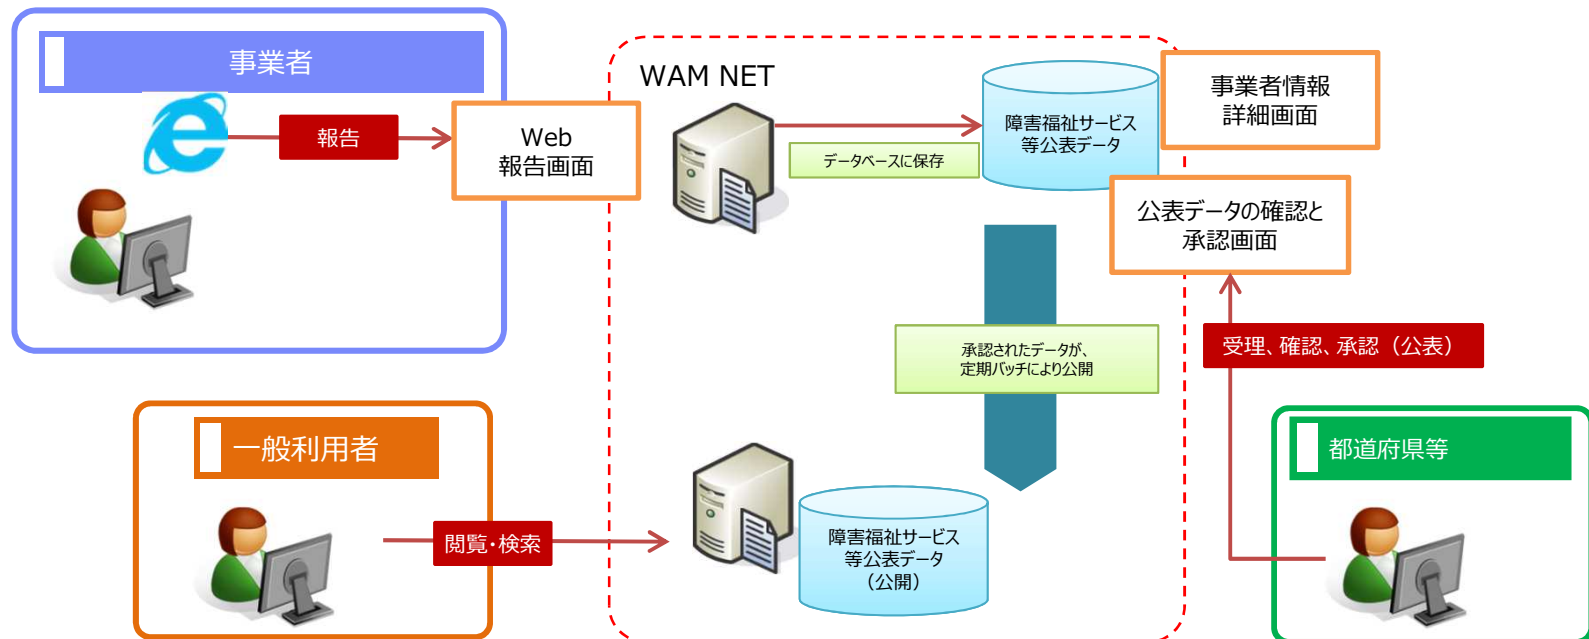 事業者
報告
Web
報告画面
WAM NET
データベースに保存
障害福祉サービス
等公表データ
事業者情報
詳細画面
公表データの確認と
承認画面
承認されたデータが、
定期バッチにより公開
受理、確認、承認（公表）
一般利用者
閲覧・検索
障害福祉サービス
等公表データ
（公開）
都道府県等